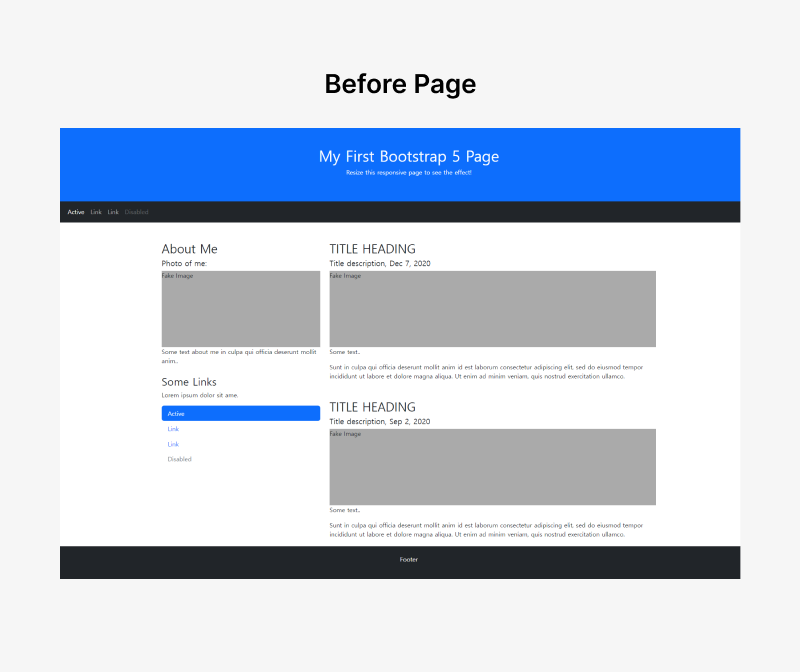 Before Page
My First Bootstrap 5 Page
Resize this responsive page to see the effect!
Active Link Link Disabled
About Me
Photo of me:
Fake Image
Some text about me in culpa qui officia deserunt mollit
anim..
Some Links
Lorem ipsum dolor sit ame.
Active
Link
Link
Disabled
TITLE HEADING
Title description, Dec 7, 2020
Fake Image
Some text..
Sunt in culpa qui officia deserunt mollit anim id est laborum consectetur adipiscing elit, sed do eiusmod tempor
incididunt ut labore et dolore magna aliqua. Ut enim ad minim veniam, quis nostrud exercitation ullamco.
TITLE HEADING
Title description, Sep 2, 2020
Fake Image
Some text..
Sunt in culpa qui officia deserunt mollit anim id est laborum consectetur adipiscing elit, sed do eiusmod tempor
incididunt ut labore et dolore magna aliqua. Ut enim ad minim veniam, quis nostrud exercitation ullamco.
Footer